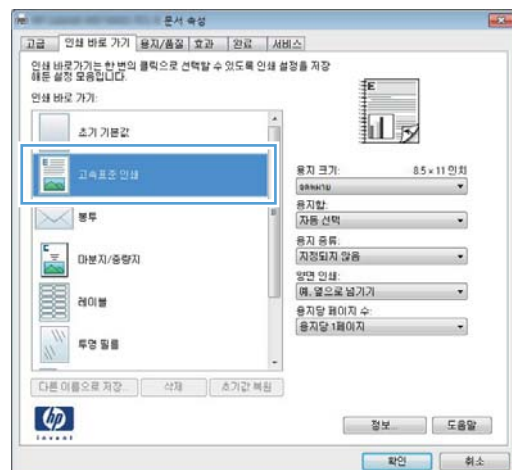 문서 속성
고급 인쇄 바로 가기 용지/품질 효과 완료 서비스
인쇄 바로가기는 한 번의 클릭으로 선택할 수 있도록 인쇄 설정을 저장
해둔 설정 모음입니다.
인쇄 바로 가기:
초기 기본값
고속표준 인쇄
봉투
마분지/중량지
레이블
투명 필름
용지 크기: 8.5 × 11 인치
จดหมาย
용지함:
자동 선택
용지 종류:
지정되지 않음
양면 인쇄:
예, 옆으로 넘기기
용지당 페이지 수:
용지당 1페이지
다른 이름으로 저장... 삭제 초기값 복원
hp
invent
정보... 도움말
확인 취소